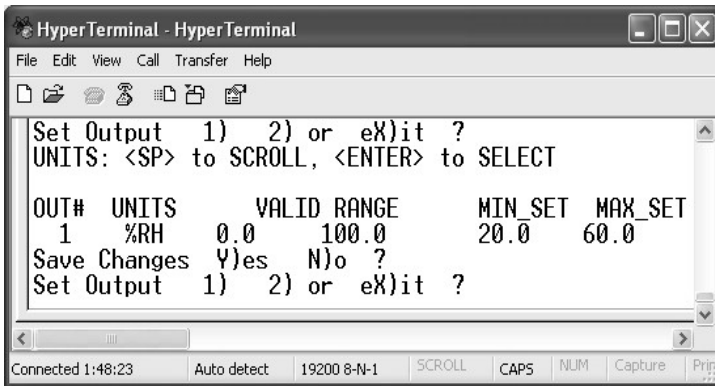 HyperTerminal - HyperTerminal
File Edit View Call Transfer Help
Set Output 1) 2) or eX)it ?
UNITS: <SP> to SCROLL, <ENTER> to SELECT
OUT# UNITS VALID RANGE MIN_SET MAX_SET
1 %RH 0.0 100.0 20.0 60.0
Save Changes Y)es N)o ?
Set Output 1) 2) or eX)it ?
Connected 1:48:23 Auto detect 19200 8-N-1 SCROLL CAPS NUM Capture Prin